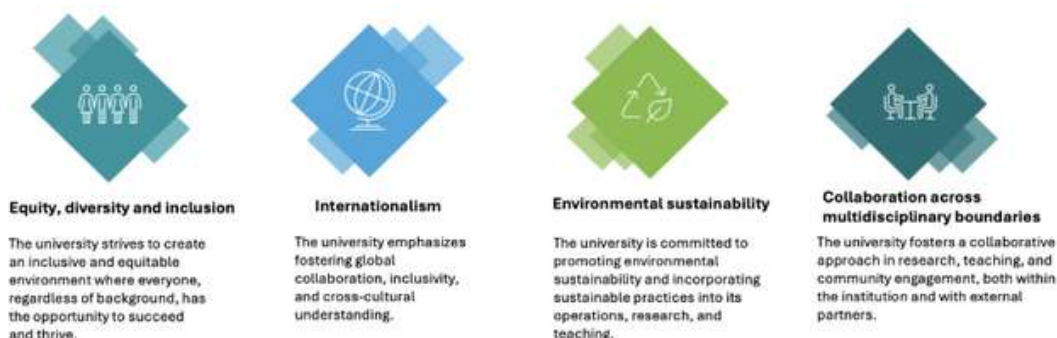 Equity, diversity and inclusion
The university strives to create
an inclusive and equitable
environment where everyone,
regardless of background, has
the opportunity to succeed
and thrive.
Internationalism
The university emphasizes
fostering global
collaboration, inclusivity,
and cross-cultural
understanding.
Environmental sustainability
The university is committed to
promoting environmental
sustainability and incorporating
sustainable practices into its
operations, research, and
teaching.
Collaboration across
multidisciplinary boundaries
The university fosters a collaborative
approach in research, teaching, and
community engagement, both within
the institution and with external
partners.